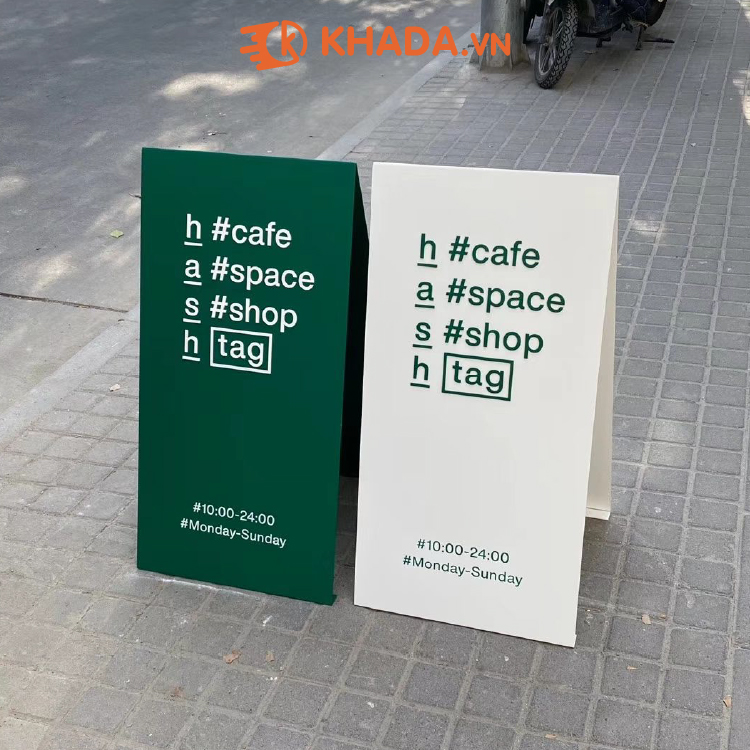 KHADA.VN
h #cafe
a #space
s #shop
h tag
#10:00-24:00
#Monday-Sunday
h #cafe
a #space
s #shop
h tag
#10:00-24:00
#Monday-Sunday